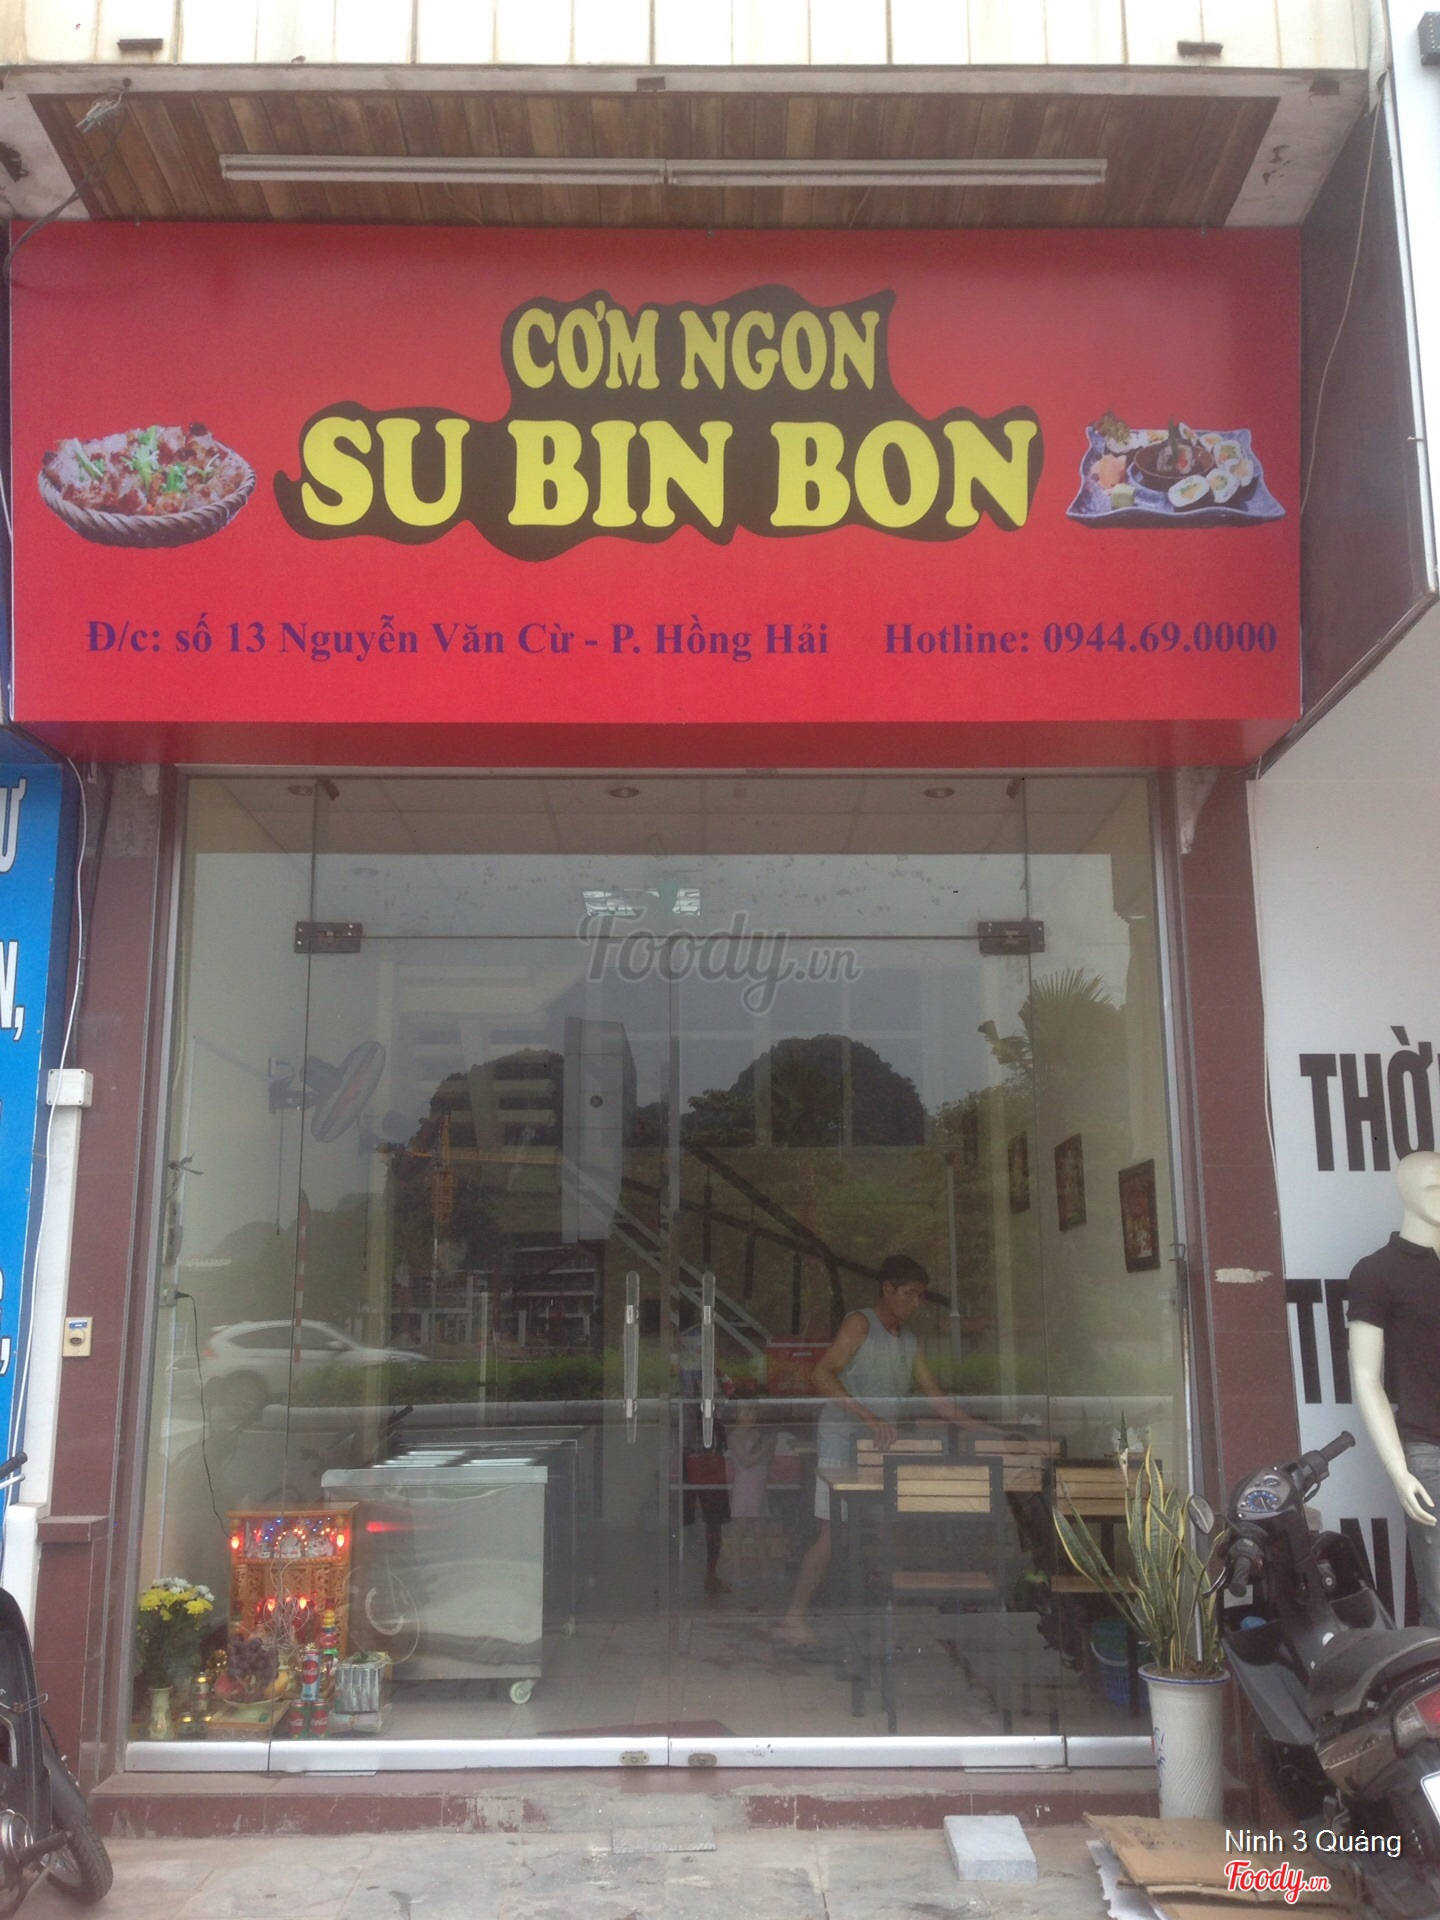 CƠM NGON
SU BIN BON
Đ/c: số 13 Nguyễn Văn Cừ - P. Hồng Hải Hotline: 0944.69.0000
Foody.vn
Ninh 3 Quảng
Foody.vn